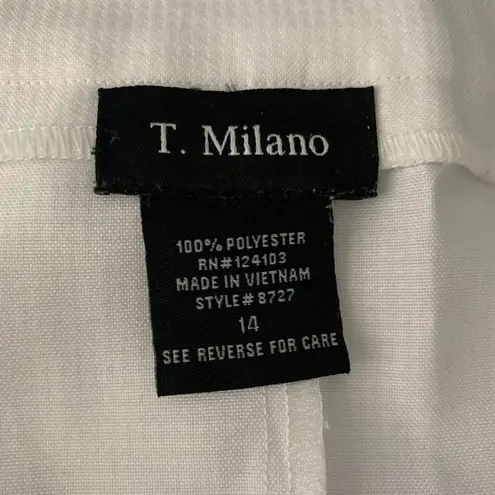 T. Milano
100% POLYESTER
RN#124103
MADE IN VIETNAM
STYLE#8727
14
SEE REVERSE FOR CARE